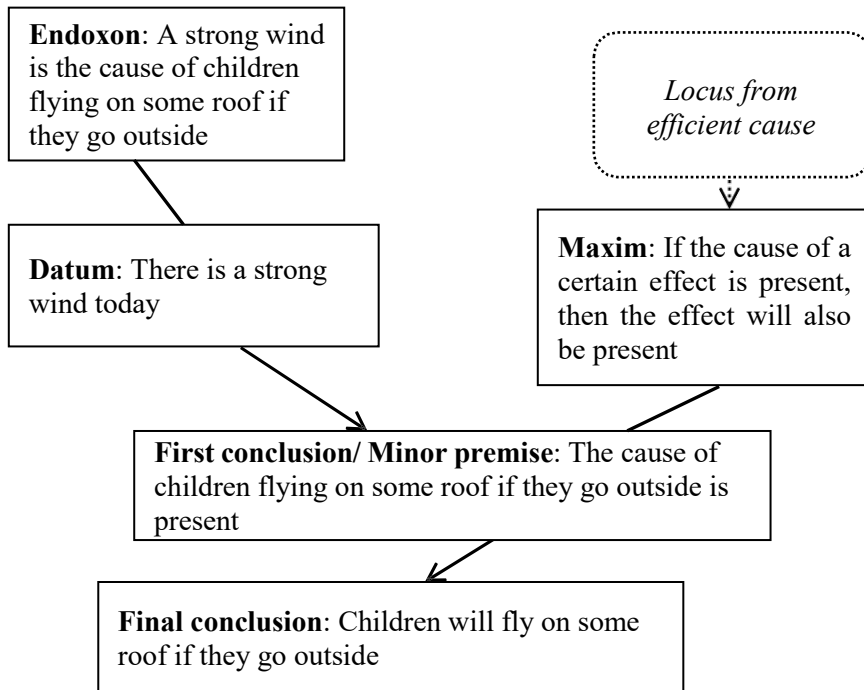 Endoxon: A strong wind
is the cause of children
flying on some roof if
they go outside
Locus from
efficient cause
Datum: There is a strong
wind today
Maxim: If the cause of a
certain effect is present,
then the effect will also
be present
First conclusion/ Minor premise: The cause of
children flying on some roof if they go outside is
present
Final conclusion: Children will fly on some
roof if they go outside